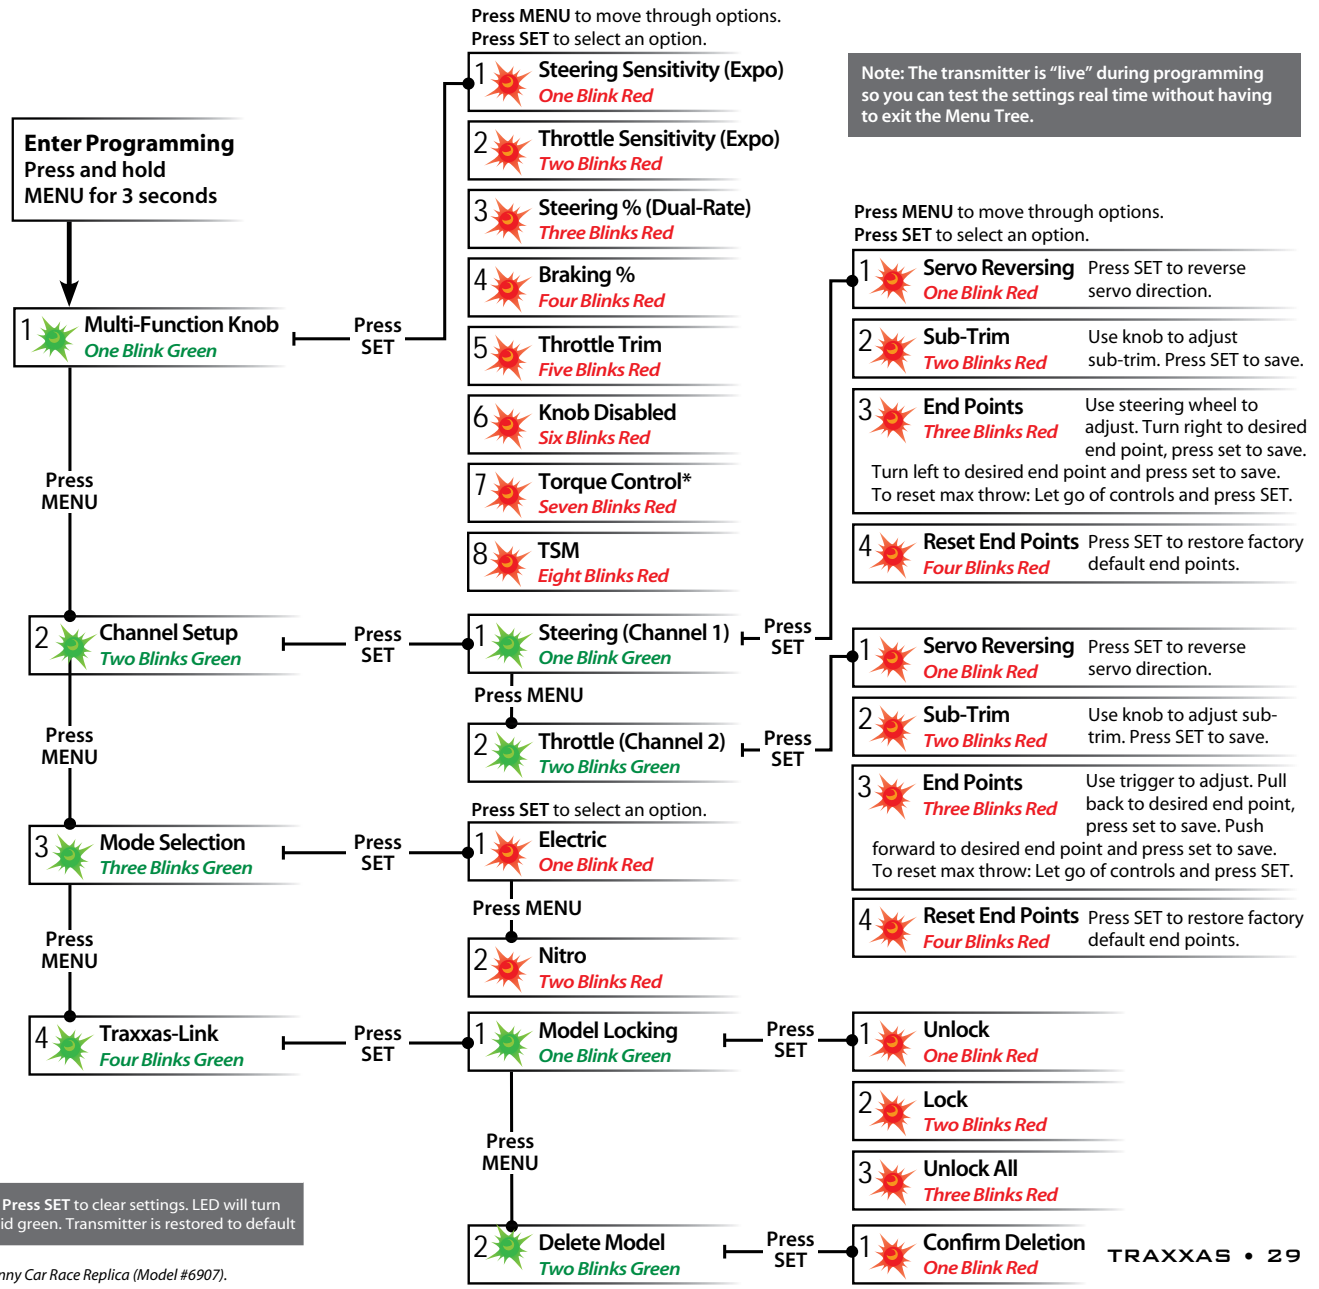 Press MENU to move through options.
Press SET to select an option.
Note: The transmitter is "live" during programming
so you can test the settings real time without having
to exit the Menu Tree.
Enter Programming
Press and hold
MENU for 3 seconds
1
Multi-Function Knob
One Blink Green
Press
SET
1
Steering Sensitivity (Expo)
One Blink Red
2
Throttle Sensitivity (Expo)
Two Blinks Red
3
Steering % (Dual-Rate)
Three Blinks Red
4
Braking %
Four Blinks Red
5
Throttle Trim
Five Blinks Red
6
Knob Disabled
Six Blinks Red
7
Torque Control*
Seven Blinks Red
8
TSM
Eight Blinks Red
Press
MENU
2
Channel Setup
Two Blinks Green
Press
SET
1
Steering (Channel 1)
One Blink Green
Press
SET
Press MENU
2
Throttle (Channel 2)
Two Blinks Green
Press
SET
Press MENU to move through options.
Press SET to select an option.
1
Servo Reversing
One Blink Red
Press SET to reverse
servo direction.
2
Sub-Trim
Two Blinks Red
Use knob to adjust
sub-trim. Press SET to save.
3
End Points
Three Blinks Red
Use steering wheel to
adjust. Turn right to desired
end point, press set to save.
Turn left to desired end point and press set to save.
To reset max throw: Let go of controls and press SET.
4
Reset End Points
Four Blinks Red
Press SET to restore factory
default end points.
1
Servo Reversing
One Blink Red
Press SET to reverse
servo direction.
2
Sub-Trim
Two Blinks Red
Use knob to adjust sub-
trim. Press SET to save.
3
End Points
Three Blinks Red
Use trigger to adjust. Pull
back to desired end point,
press set to save. Push
forward to desired end point and press set to save.
To reset max throw: Let go of controls and press SET.
4
Reset End Points
Four Blinks Red
Press SET to restore factory
default end points.
Press
MENU
3
Mode Selection
Three Blinks Green
Press
SET
Press SET to select an option.
1
Electric
One Blink Red
Press MENU
2
Nitro
Two Blinks Red
Press
MENU
4
Traxxas-Link
Four Blinks Green
Press
SET
1
Model Locking
One Blink Green
Press
SET
1
Unlock
One Blink Red
2
Lock
Two Blinks Red
3
Unlock All
Three Blinks Red
Press
MENU
2
Delete Model
Two Blinks Green
Press
SET
1
Confirm Deletion
One Blink Red
Press SET to clear settings. LED will turn
id green. Transmitter is restored to default
nny Car Race Replica (Model #6907).
TRAXXAS • 29